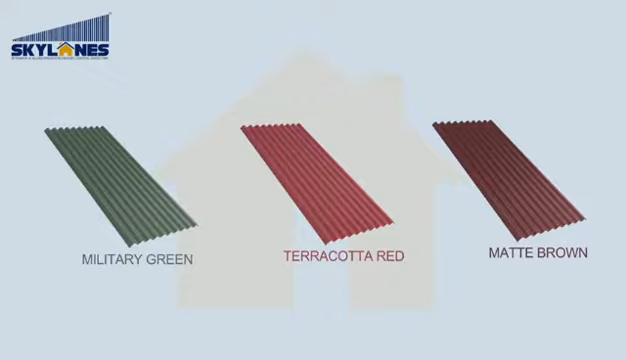 SKYLANES
MILITARY GREEN
TERRACOTTA RED
MATTE BROWN